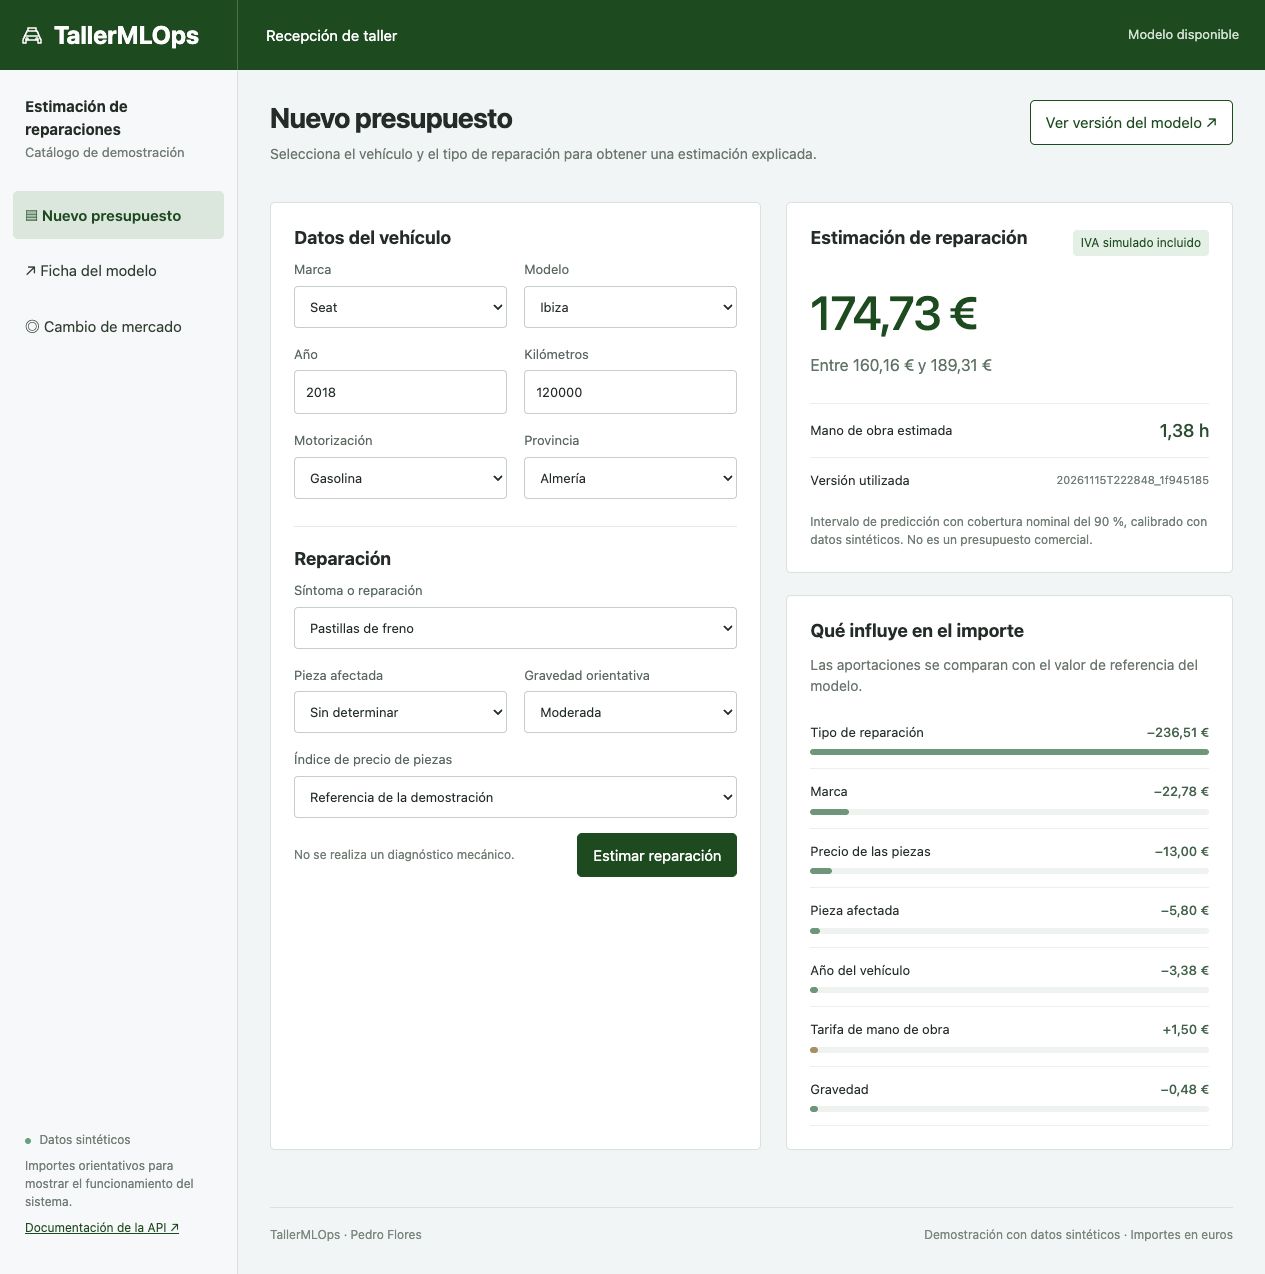 TallerMLOps
Recepción de taller
Modelo disponible
Estimación de
reparaciones
Catálogo de demostración
Nuevo presupuesto
↗ Ficha del modelo
◎ Cambio de mercado
Datos sintéticos
Importes orientativos para
mostrar el funcionamiento del
sistema.
Documentación de la API ↗
Nuevo presupuesto
Selecciona el vehículo y el tipo de reparación para obtener una estimación explicada.
Ver versión del modelo ↗
Datos del vehículo
Marca
Modelo
Seat
Ibiza
Año
Kilómetros
2018
120000
Motorización
Provincia
Gasolina
Almería
Reparación
Síntoma o reparación
Pastillas de freno
Pieza afectada
Gravedad orientativa
Sin determinar
Moderada
Índice de precio de piezas
Referencia de la demostración
No se realiza un diagnóstico mecánico.
Estimar reparación
Estimación de reparación
IVA simulado incluido
174,73 €
Entre 160,16 € y 189,31 €
Mano de obra estimada 1,38 h
Versión utilizada 20261115T222848_1f945185
Intervalo de predicción con cobertura nominal del 90 %, calibrado con
datos sintéticos. No es un presupuesto comercial.
Qué influye en el importe
Las aportaciones se comparan con el valor de referencia del
modelo.
Tipo de reparación −236,51 €
Marca −22,78 €
Precio de las piezas −13,00 €
Pieza afectada −5,80 €
Año del vehículo −3,38 €
Tarifa de mano de obra +1,50 €
Gravedad −0,48 €
TallerMLOps · Pedro Flores
Demostración con datos sintéticos · Importes en euros